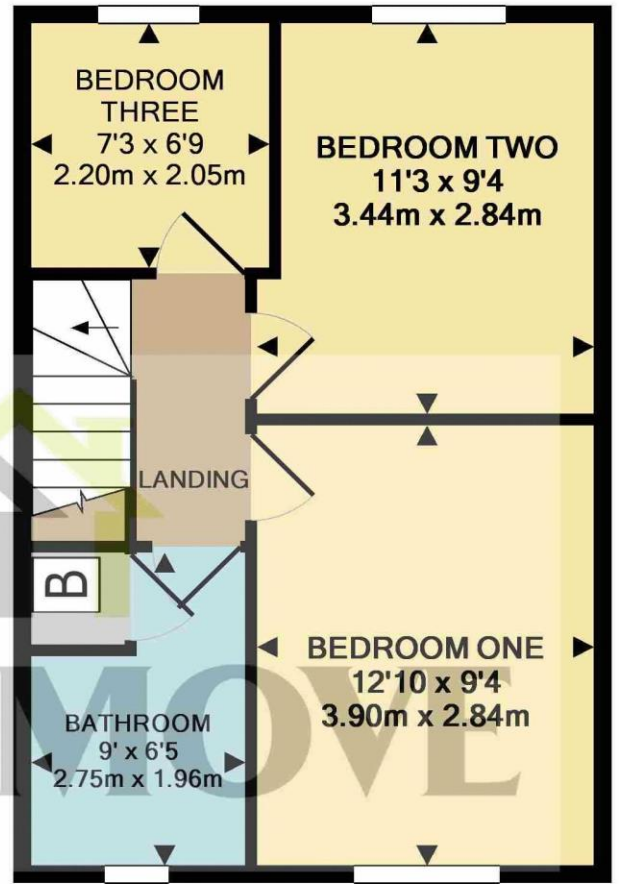 BEDROOM
THREE
7'3 x 6'9
2.20m x 2.05m
BEDROOM TWO
11'3 x 9'4
3.44m x 2.84m
LANDING
B
BEDROOM ONE
12'10 x 9'4
3.90m x 2.84m
BATHROOM
9' x 6'5
2.75m x 1.96m
MOVE